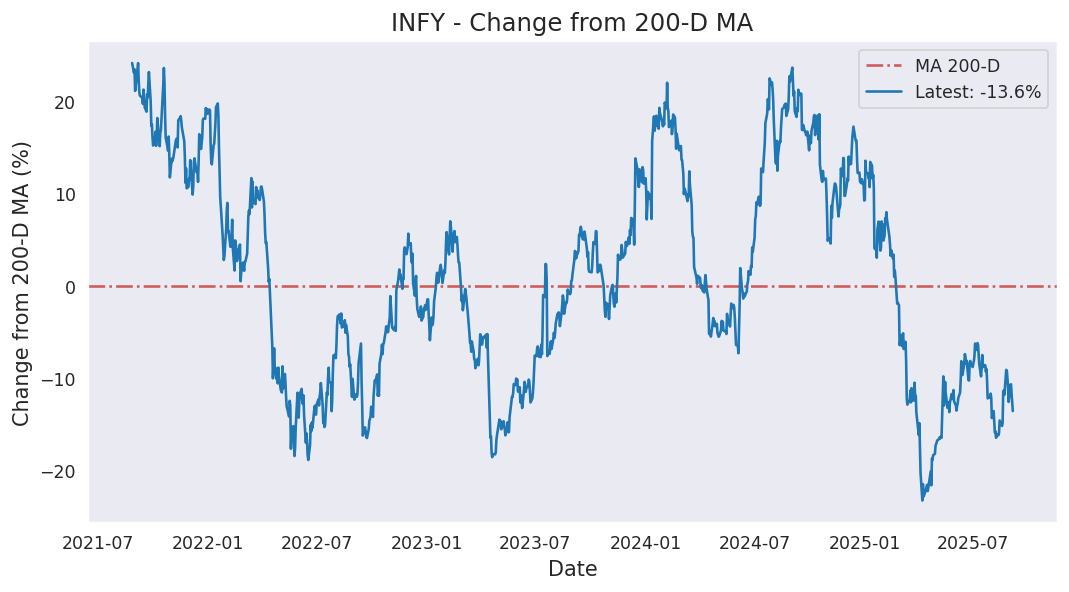 INFY - Change from 200-D MA
MA 200-D
Latest: -13.6%
Change from 200-D MA (%)
20
10
0
−10
−20
2021-07 2022-01 2022-07 2023-01 2023-07 2024-01 2024-07 2025-01 2025-07
Date